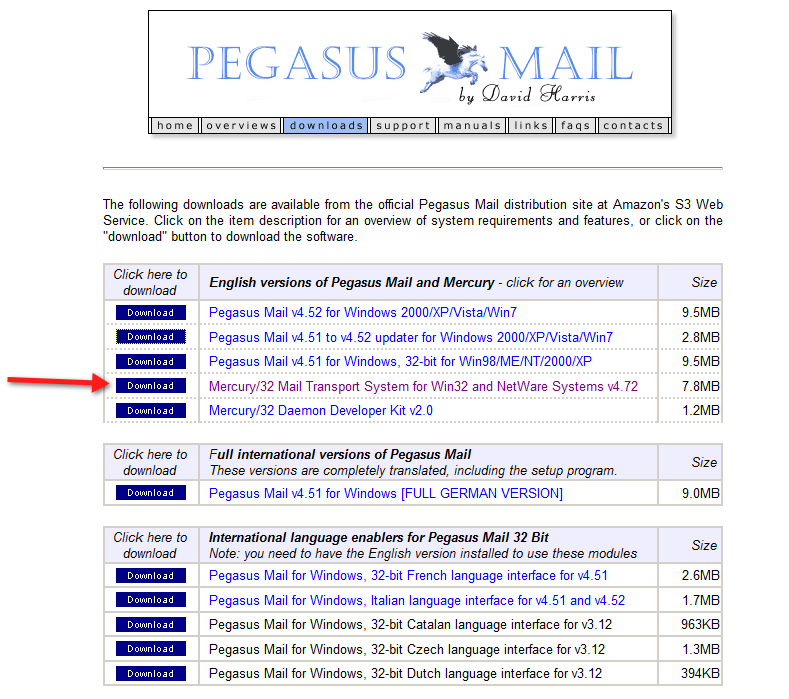 PEGASUS MAIL
by David Harris
home overviews downloads support manuals links faqs contacts
The following downloads are available from the official Pegasus Mail distribution site at Amazon's S3 Web
Service. Click on the item description for an overview of system requirements and features, or click on the
"download" button to download the software.
Click here to download English versions of Pegasus Mail and Mercury - click for an overview Size
Download Pegasus Mail v4.52 for Windows 2000/XP/Vista/Win7 9.5MB
Download Pegasus Mail v4.51 to v4.52 updater for Windows 2000/XP/Vista/Win7 2.8MB
Download Pegasus Mail v4.51 for Windows, 32-bit for Win98/ME/NT/2000/XP 9.5MB
Download Mercury/32 Mail Transport System for Win32 and NetWare Systems v4.72 7.8MB
Download Mercury/32 Daemon Developer Kit v2.0 1.2MB
Click here to Full international versions of Pegasus Mail Size
download These versions are completely translated, including the setup program.
Download Pegasus Mail v4.51 for Windows [FULL GERMAN VERSION] 9.0MB
Click here to International language enablers for Pegasus Mail 32 Bit Size
download Note: you need to have the English version installed to use these modules
Download Pegasus Mail for Windows, 32-bit French language interface for v4.51 2.6MB
Download Pegasus Mail for Windows, Italian language interface for v4.51 and v4.52 1.7MB
Download Pegasus Mail for Windows, 32-bit Catalan language interface for v3.12 963KB
Download Pegasus Mail for Windows, 32-bit Czech language interface for v3.12 1.3MB
Download Pegasus Mail for Windows, 32-bit Dutch language interface for v3.12 394KB